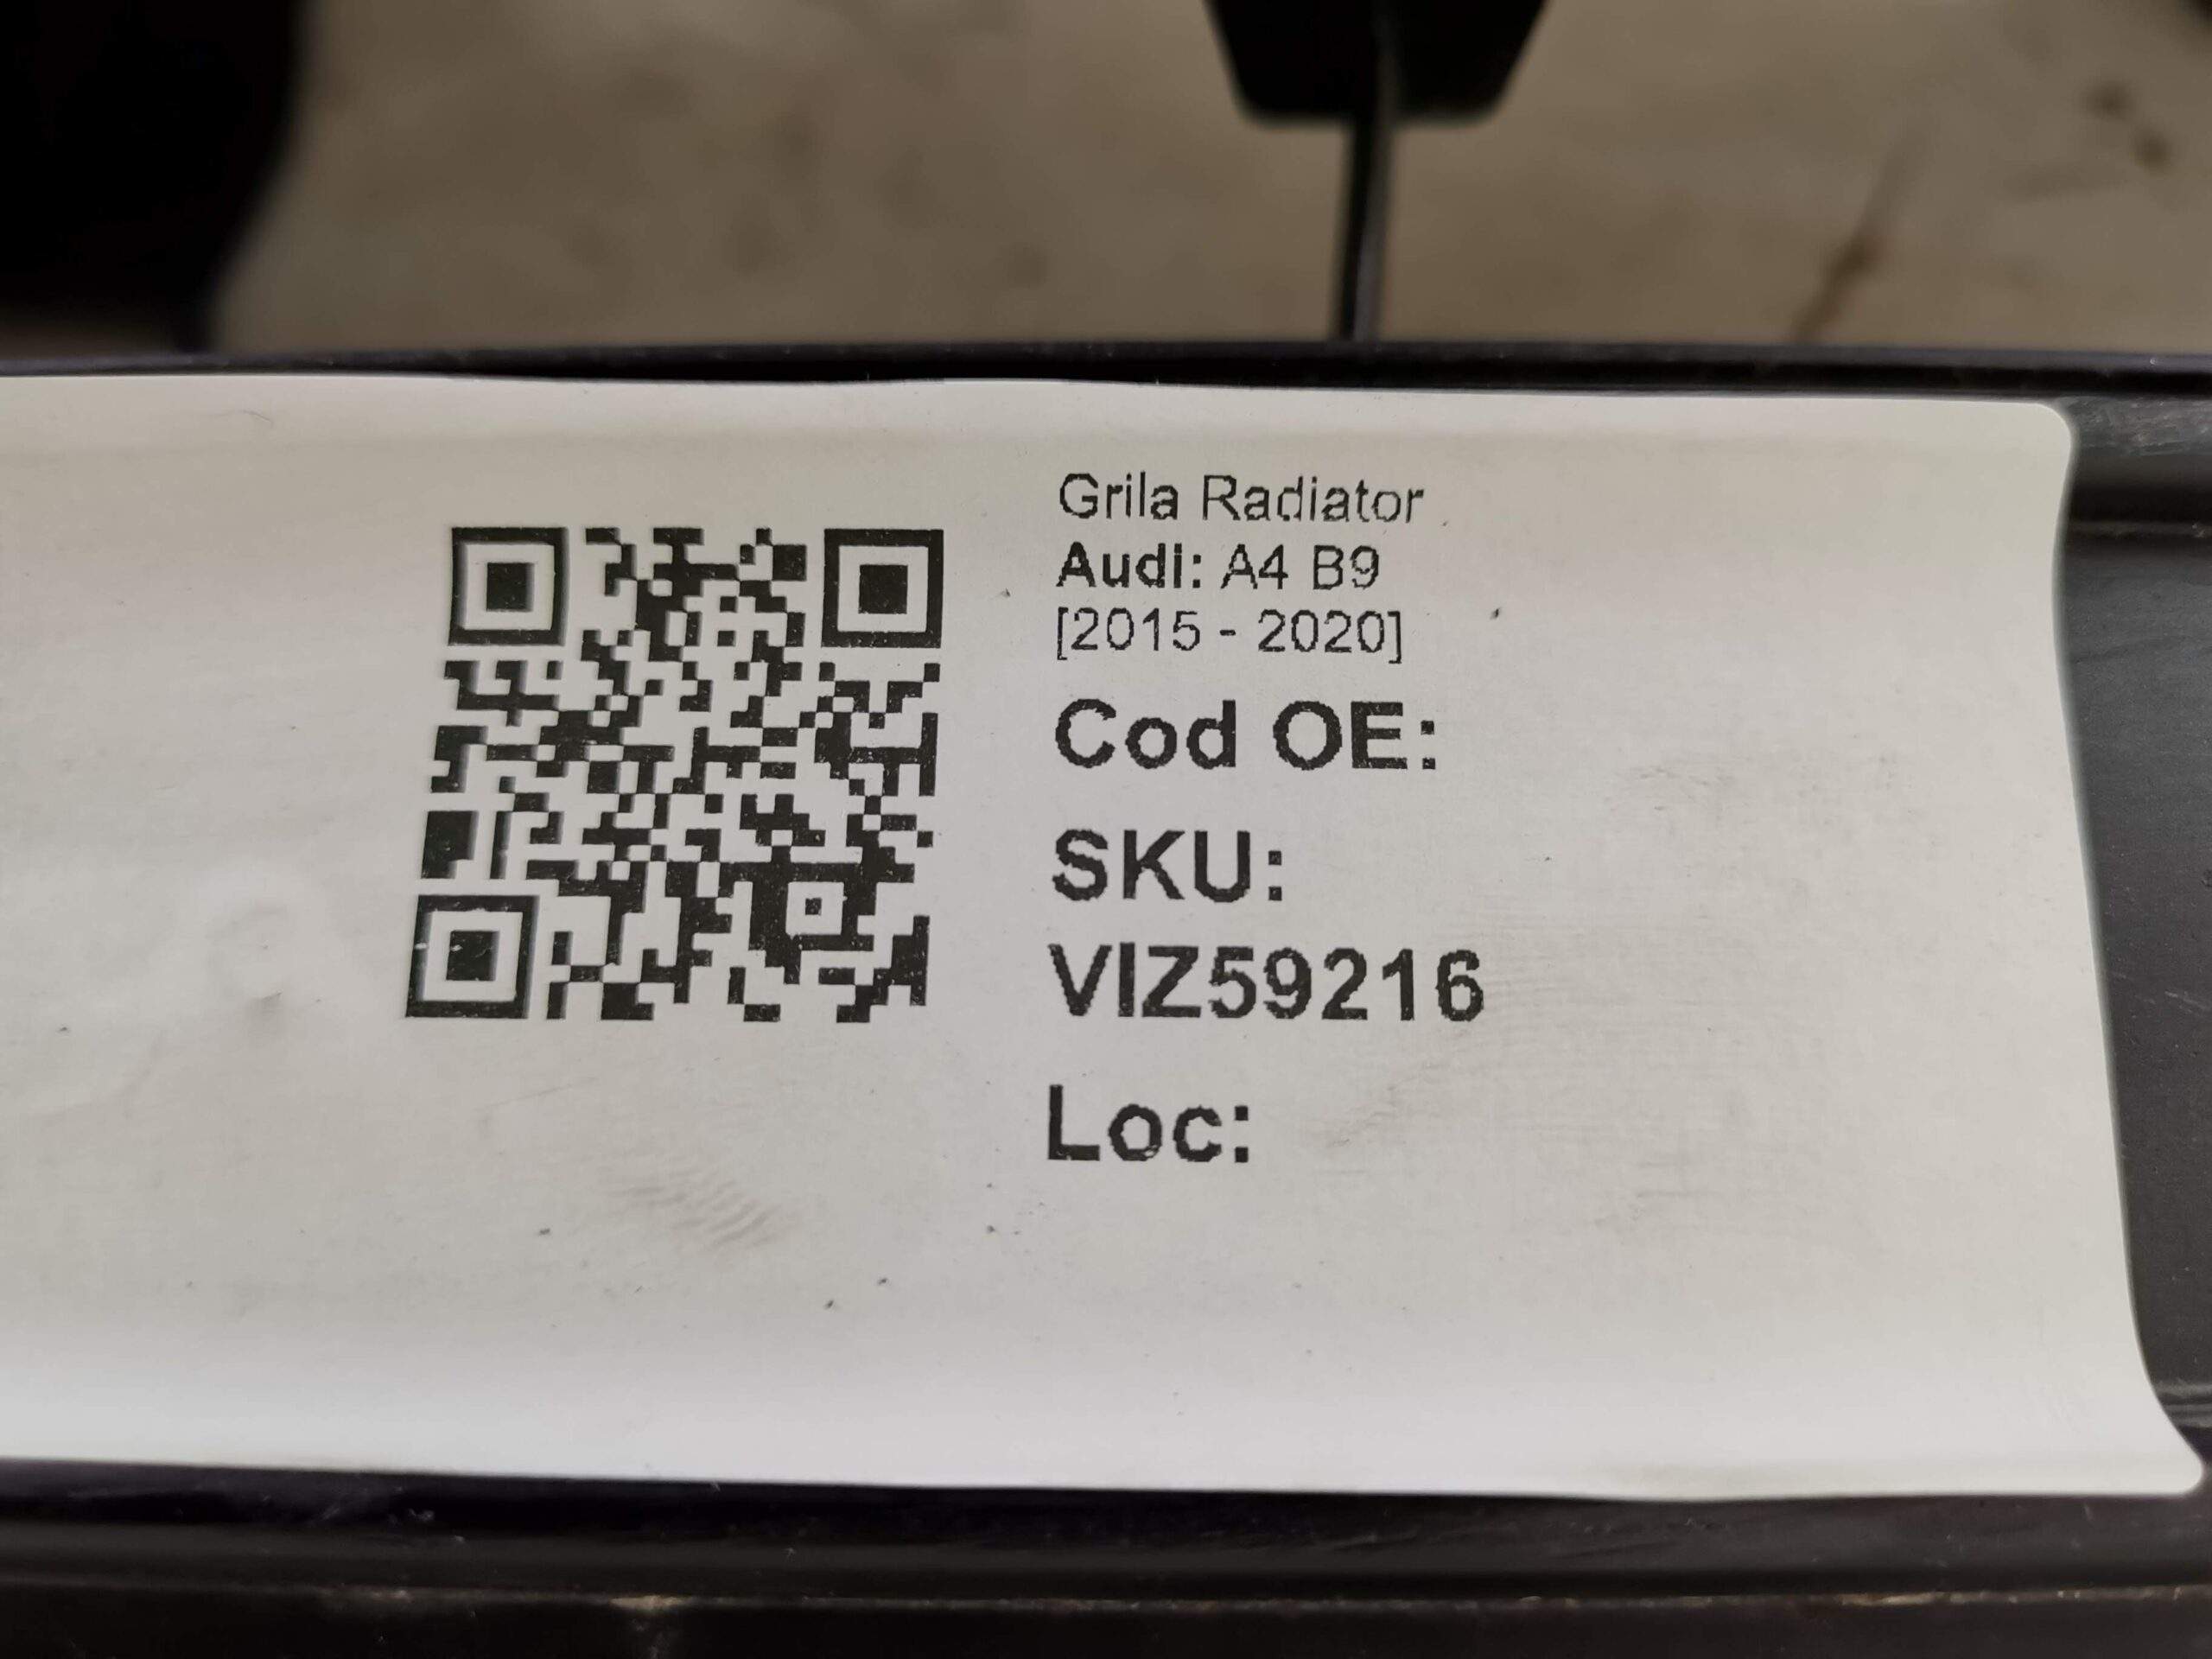 Grila Radiator
Audi: A4 B9
[2015 - 2020]
Cod OE:
SKU:
VIZ59216
Loc: